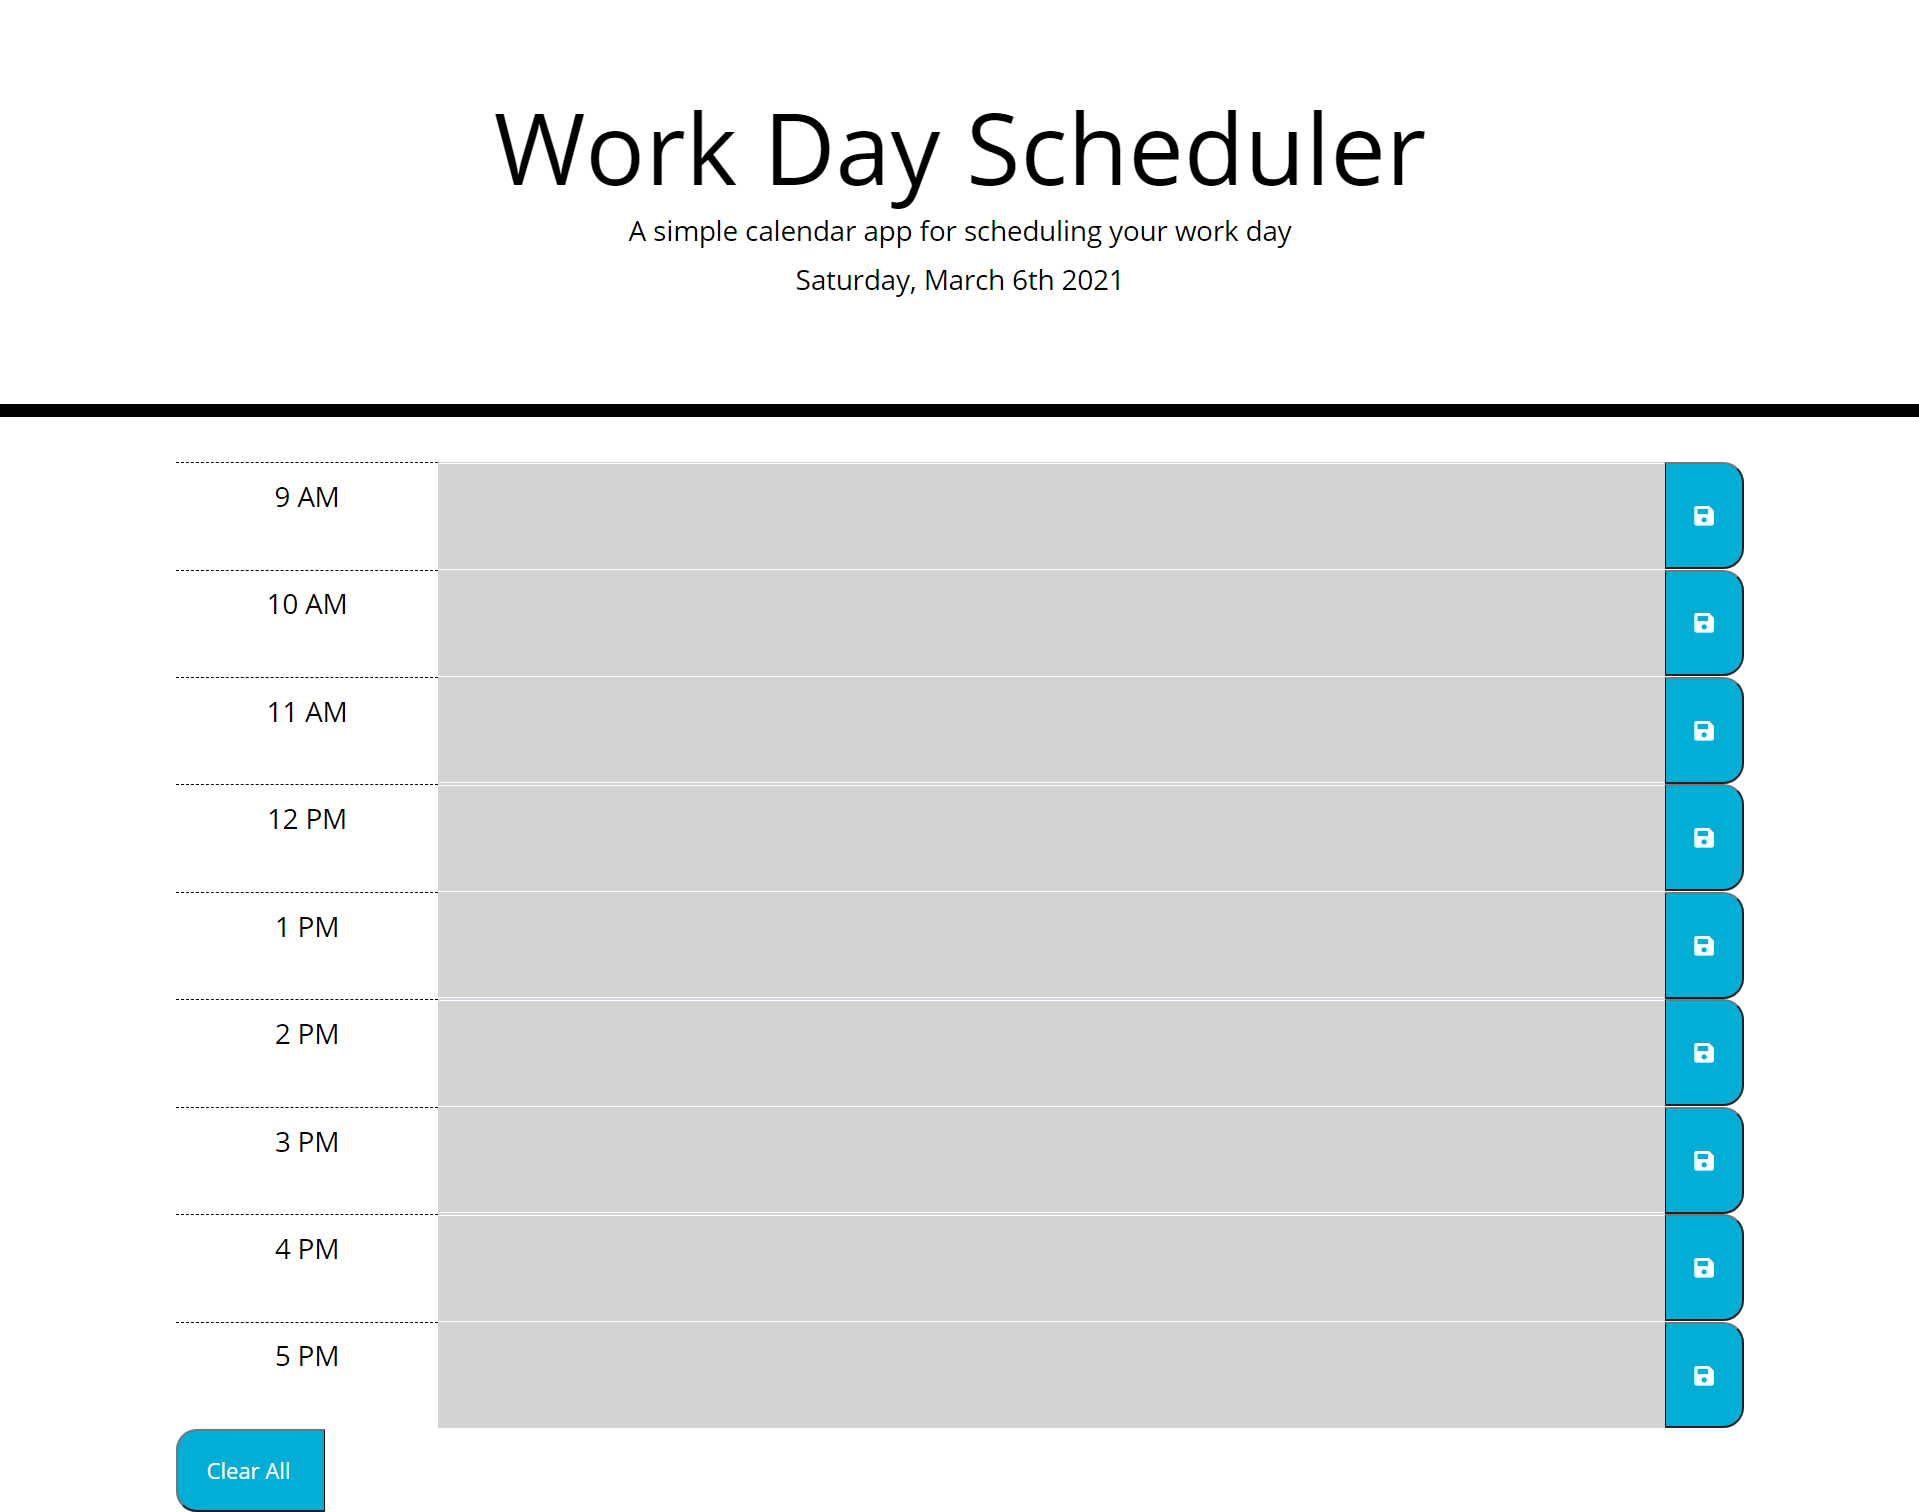 Work Day Scheduler
A simple calendar app for scheduling your work day
Saturday, March 6th 2021
9 AM
10 AM
11 AM
12 PM
1 PM
2 PM
3 PM
4 PM
5 PM
Clear All